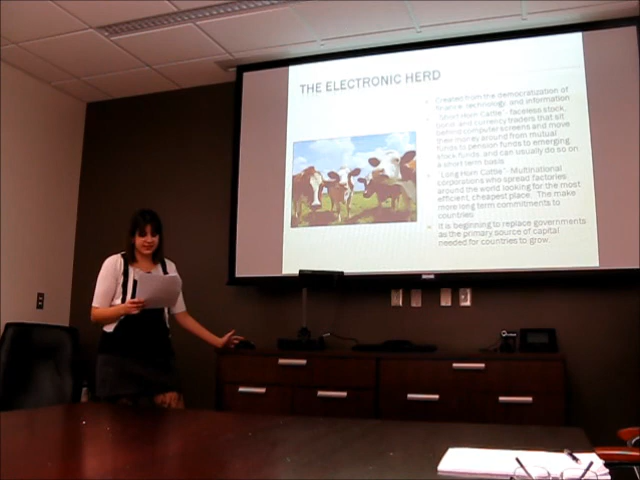 THE ELECTRONIC HERD
Created from the democratization of
finance, technology, and information.
"Short Horn Cattle"- faceless stock,
bond, and currency traders that sit
behind computer screens and move
their money around from mutual
funds to pension funds to emerging
stock funds, and can usually do so on
a short term basis
"Long Horn Cattle"- Multinational
corporations who spread factories
around the world looking for the most
efficient, cheapest place. The make
more long term commitments to
countries
It is beginning to replace governments
as the primary source of capital
needed for countries to grow